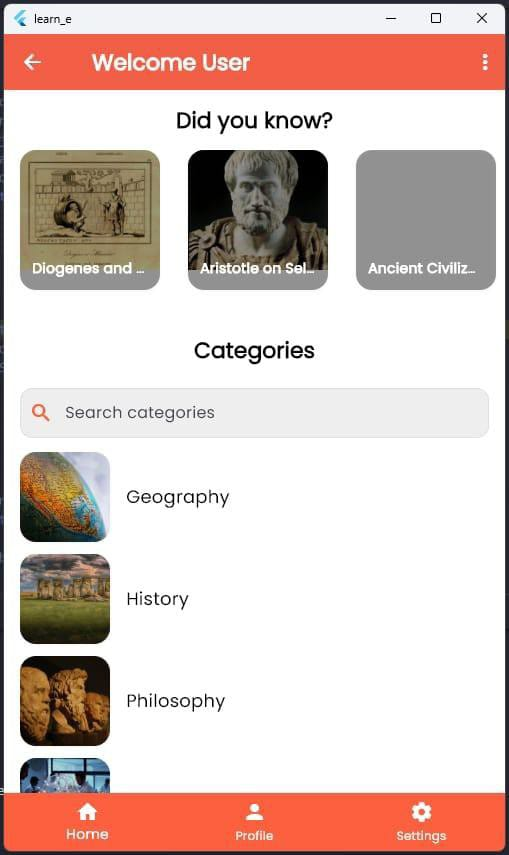 learn_e
Welcome User
Did you know?
Diogenes and ...
Aristotle on Sel...
Ancient Civiliz...
Categories
Search categories
Geography
History
Philosophy
Home
Profile
Settings